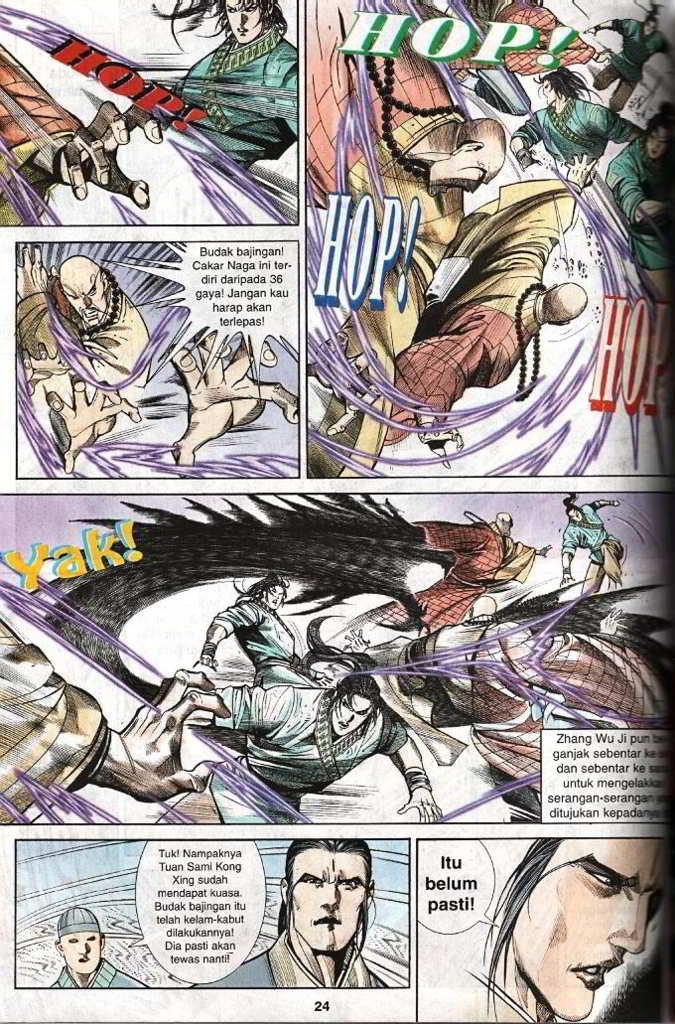 HOP!
HOP!
HOP!
HOP
Budak bajingan!
Cakar Naga ini ter-
diri daripada 36
gaya! Jangan kau
harap akan
terlepas!
Yak!
Zhang Wu Ji pun
ganjak sebentar ke
dan sebentar ke
untuk mengelakkan
serangan-serangan
ditujukan kepadanya
Tuk! Nampaknya
Tuan Sami Kong
Xing sudah
mendapat kuasa.
Budak bajingan itu
telah kelam-kabut
dilakukannya!
Dia pasti akan
tewas nanti!
Itu
belum
pasti!
24